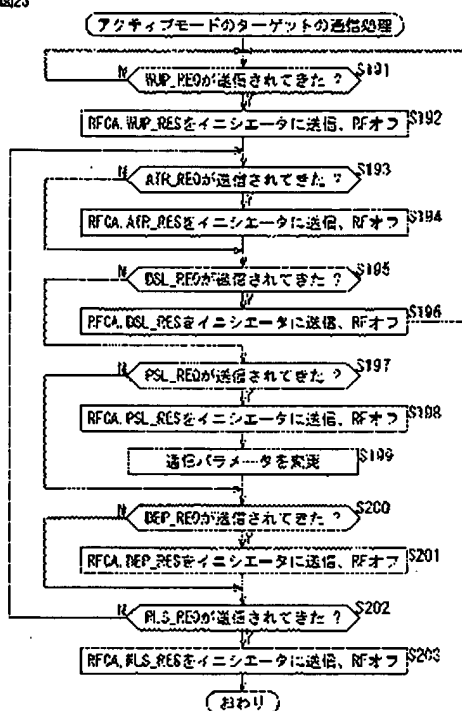 図23
アクティブモードのターゲットの通信処理
WUP_REQが送信されてきた？ S191
N
Y
RFCA, WUP_RESをイニシエータに送信、RFオフ S192
ATR_REQが送信されてきた？ S193
N
Y
RFCA, ATR_RESをイニシエータに送信、RFオフ S194
DSL_REQが送信されてきた？ S195
N
Y
RFCA, DSL_RESをイニシエータに送信、RFオフ S196
PSL_REQが送信されてきた？ S197
N
Y
RFCA, PSL_RESをイニシエータに送信、RFオフ S198
通信パラメータを変更 S199
DEP_REQが送信されてきた？ S200
N
Y
RFCA, DEP_RESをイニシエータに送信、RFオフ S201
RLS_REQが送信されてきた？ S202
N
Y
RFCA, RLS_RESをイニシエータに送信、RFオフ S203
おわり